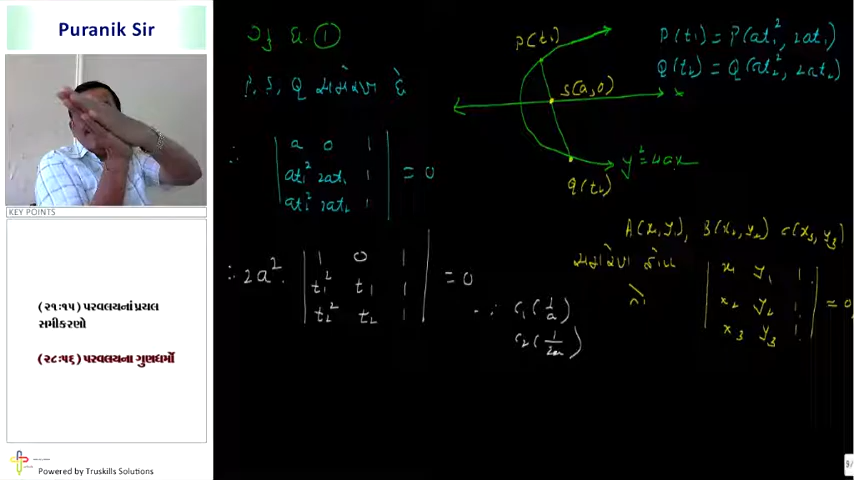 Puranik Sir
KEY POINTS
(૨૧:૧૫) પરવલયનાં પ્રચલ
સમીકરણો
(૨૮:૫૬) પરવલયના ગુણધર્મો
Powered by Truskills Solutions
①
P, S, Q સમરેખ છે
∴ | a 0 1 |
| at₁² 2at₁ 1 | = 0
| at₂² 2at₂ 1 |
∴ 2a² . | 1 0 1 |
| t₁² t₁ 1 | = 0
| t₂² t₂ 1 |
∵ C₁(1/a)
C₂(1/2a)
P(t₁)
S(a,0)
x
y² = 4ax
Q(t₂)
P(t₁) = P(at₁², 2at₁)
Q(t₂) = Q(at₂², 2at₂)
A(x₁,y₁), B(x₂,y₂) C(x₃,y₃)
સમરેખ હોય
તો
| x₁ y₁ 1 |
| x₂ y₂ 1 | = 0
| x₃ y₃ 1 |